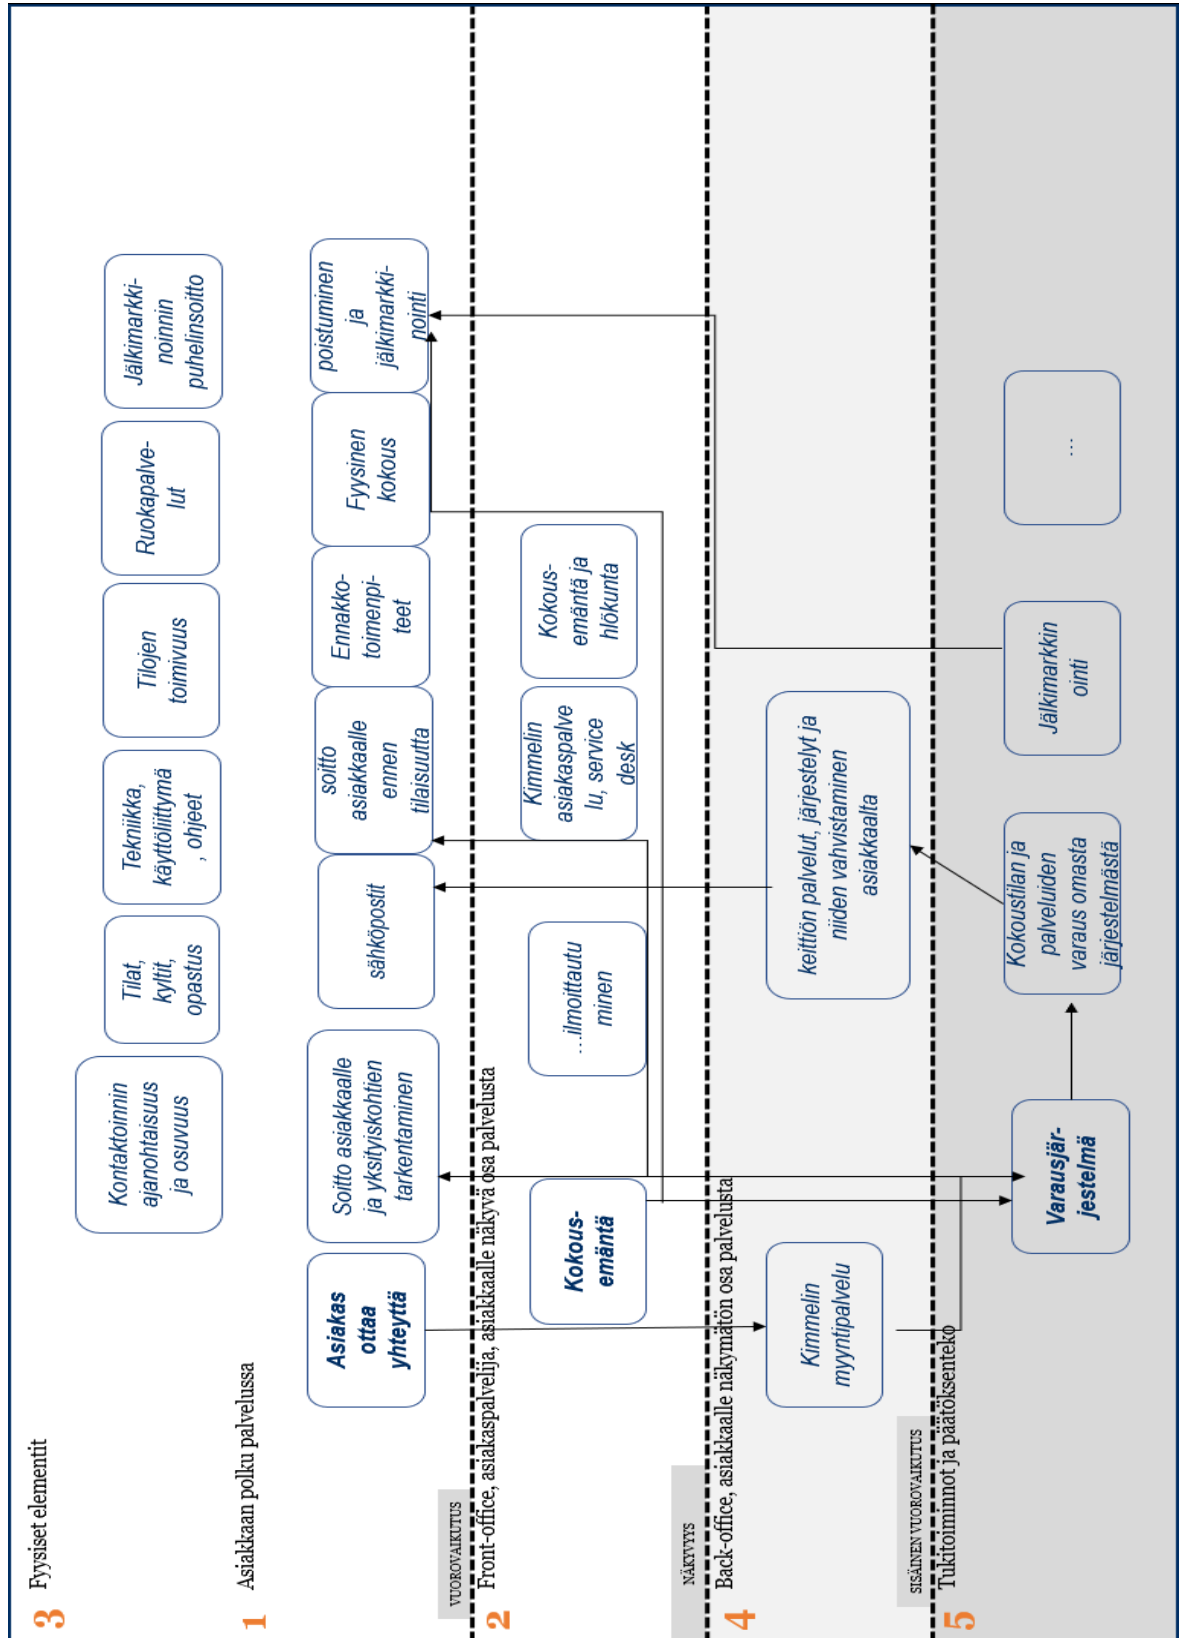 3 Fyysiset elementit
Kontaktoinnin
ajanohtaisuus
ja osuvuus
Tilat,
kyltit,
opastus
Tekniikka,
käyttöliittymä
, ohjeet
Tilojen
toimivuus
Ruokapalve-
lut
Jälkimarkki-
noinnin
puhelinsoitto
1 Asiakkaan polku palvelussa
Asiakas
ottaa
yhteyttä
Soitto asiakkaalle
ja yksityiskohtien
tarkentaminen
sähköpostit
soitto
asiakkaalle
ennen
tilaisuutta
Ennakko-
toimenpi-
teet
Fyysinen
kokous
poistuminen
ja
jälkimarkki-
nointi
VUOROVAIKUTUS
2 Front-office, asiakaspalvelija, asiakkaalle näkyvä osa palvelusta
Kokous-
emäntä
...ilmoittautu
minen
Kimmelin
asiakaspalve
lu, service
desk
Kokous-
emäntä ja
hlökunta
NÄKYVYYS
4 Back-office, asiakkaalle näkymätön osa palvelusta
Kimmelin
myyntipalvelu
keittiön palvelut, järjestelyt ja
niiden vahvistaminen
asiakkaalta
SISÄINEN VUOROVAIKUTUS
5 Tukitoiminnot ja päätöksenteko
Varausjär-
jestelmä
Kokoustilan ja
palveluiden
varaus omasta
järjestelmästä
Jälkimarkkin
ointi
...